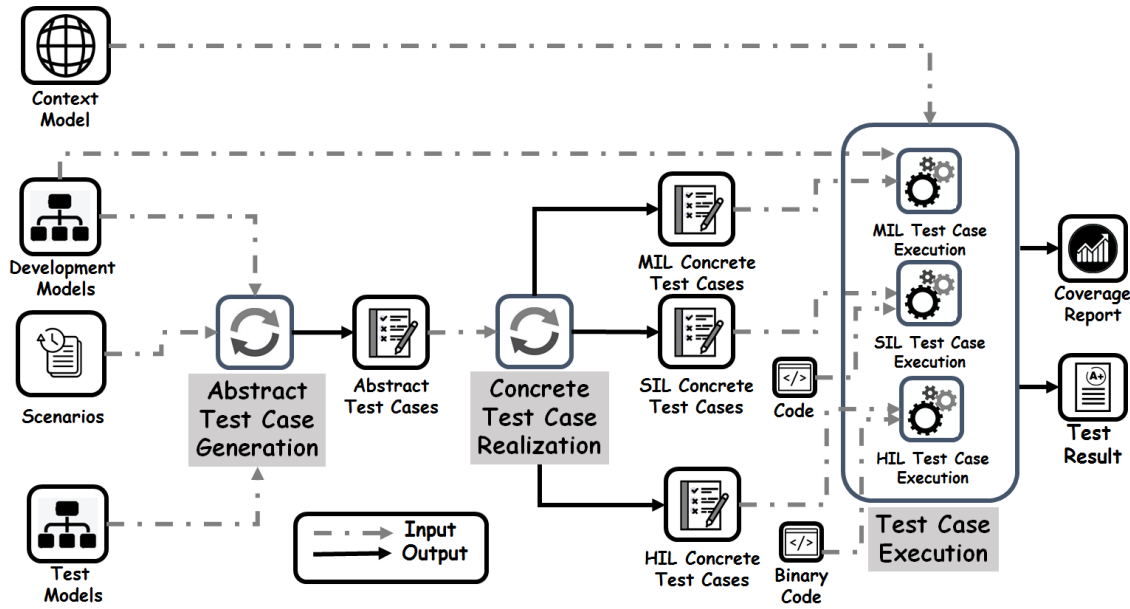 Context
Model
Development
Models
Scenarios
Test
Models
Abstract
Test Case
Generation
Abstract
Test Cases
Concrete
Test Case
Realization
MIL Concrete
Test Cases
SIL Concrete
Test Cases
HIL Concrete
Test Cases
</>
Code
</>
Binary
Code
MIL Test Case
Execution
SIL Test Case
Execution
HIL Test Case
Execution
Test Case
Execution
Coverage
Report
A+
Test
Result
Input
Output